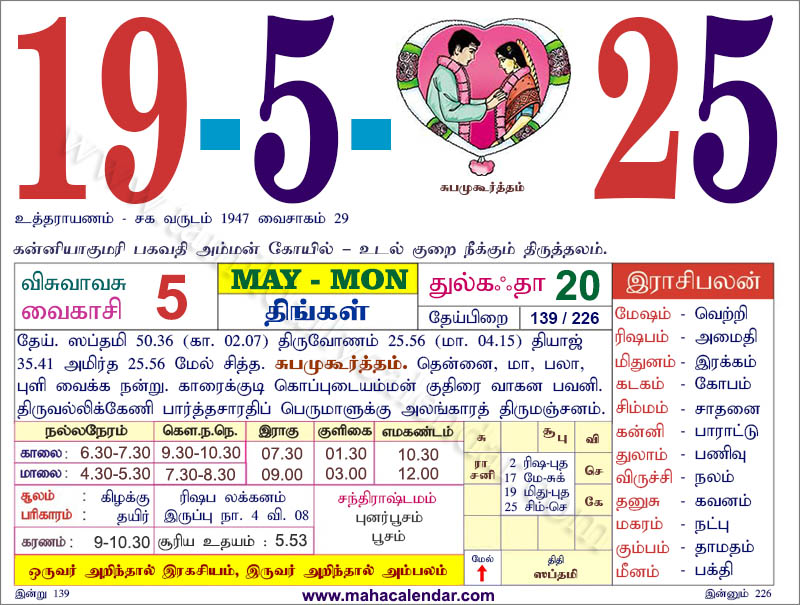 19-5-25
சுபமுகூர்த்தம்
உத்தராயணம் - சக வருடம் 1947 வைசாகம் 29
கன்னியாகுமரி பகவதி அம்மன் கோயில் – உடல் குறை நீக்கும் திருத்தலம்.
விசுவாவசு
வைகாசி 5
MAY - MON
திங்கள்
துல்கஃதா 20
தேய்பிறை 139 / 226
தேய். ஸப்தமி 50.36 (கா. 02.07) திருவோணம் 25.56 (மா. 04.15) தியாஜ்
35.41 அமிர்த 25.56 மேல் சித்த. சுபமுகூர்த்தம். தென்னை, மா, பலா,
புளி வைக்க நன்று. காரைக்குடி கொப்புடையம்மன் குதிரை வாகன பவனி.
திருவல்லிக்கேணி பார்த்தசாரதிப் பெருமாளுக்கு அலங்காரத் திருமஞ்சனம்.
நல்லநேரம் கௌ.ந.நெ. இராகு குளிகை எமகண்டம்
காலை: 6.30-7.30 9.30-10.30 07.30 01.30 10.30
மாலை: 4.30-5.30 7.30-8.30 09.00 03.00 12.00
சூலம் : கிழக்கு
பரிகாரம் : தயிர்
ரிஷப லக்கனம்
இருப்பு நா. 4 வி. 08
சந்திராஷ்டமம்
புனர்பூசம்
பூசம்
கரணம் : 9-10.30 சூரிய உதயம் : 5.53
ஒருவர் அறிந்தால் இரகசியம், இருவர் அறிந்தால் அம்பலம்
சு
சூ
பு
வி
ரா
சனி
2 ரிஷ-புத
17 மே-சுக்
19 மிது-புத
25 சிம்-செ
செ
கே
மேல்
திதி
ஸப்தமி
இராசிபலன்
மேஷம் - வெற்றி
ரிஷபம் - அமைதி
மிதுனம் - இரக்கம்
கடகம் - கோபம்
சிம்மம் - சாதனை
கன்னி - பாராட்டு
துலாம் - பணிவு
விருச்சி - நலம்
தனுசு - கவனம்
மகரம் - நட்பு
கும்பம் - தாமதம்
மீனம் - பக்தி
இன்று 139
www.mahacalendar.com
இன்னும் 226